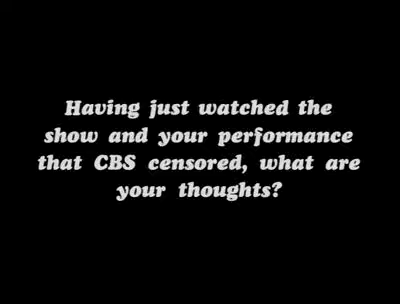 Having just watched the
show and your performance
that CBS censored, what are
your thoughts?